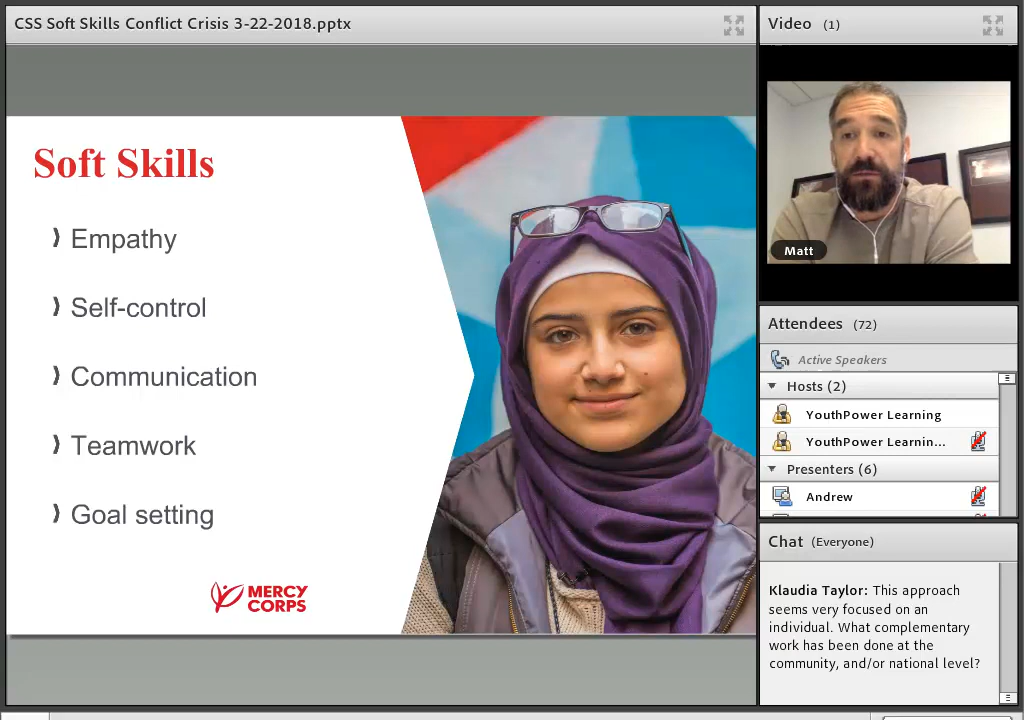 CSS Soft Skills Conflict Crisis 3-22-2018.pptx
Soft Skills
Empathy
Self-control
Communication
Teamwork
Goal setting
MERCY
CORPS
Video (1)
Matt
Attendees (72)
Active Speakers
Hosts (2)
YouthPower Learning
YouthPower Learnin...
Presenters (6)
Andrew
Chat (Everyone)
Klaudia Taylor: This approach
seems very focused on an
individual. What complementary
work has been done at the
community, and/or national level?